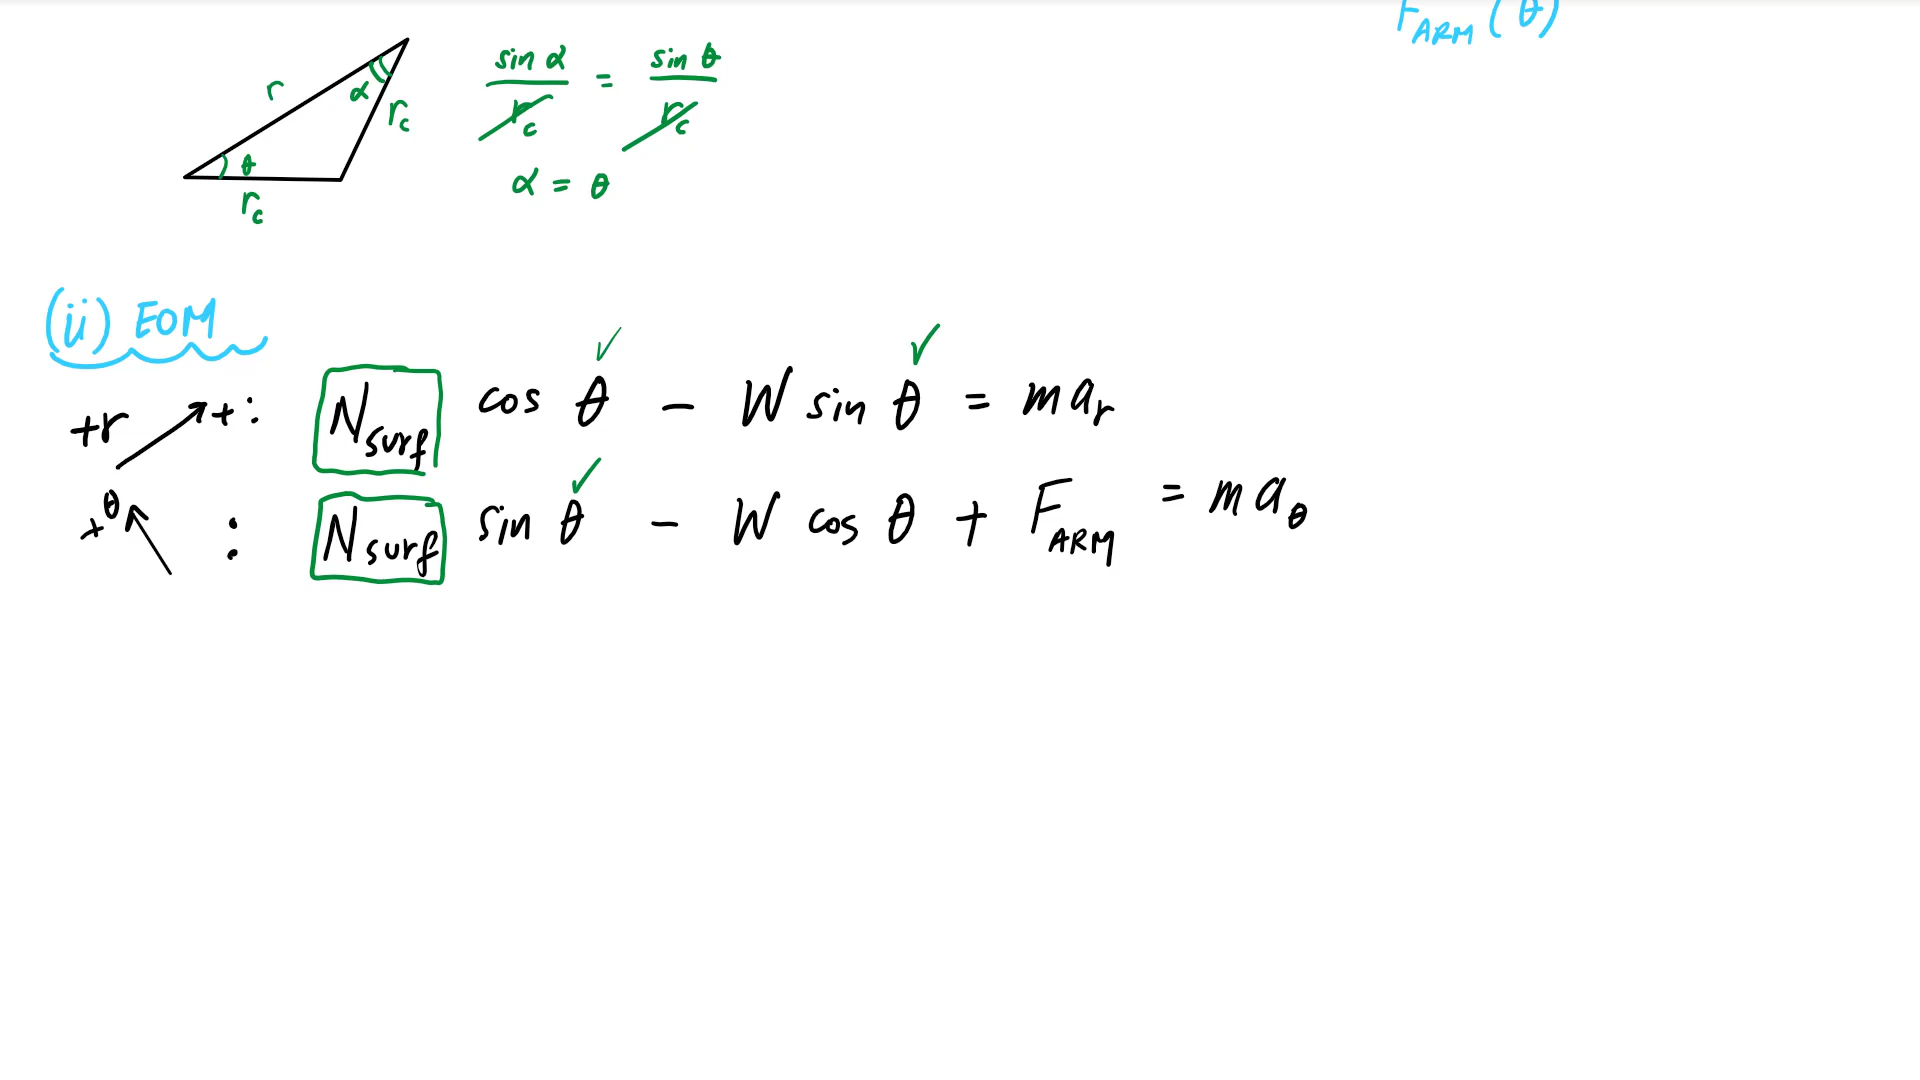 F_ARM (θ)
r α r_c θ r_c
sin α / r_c = sin θ / r_c
α = θ
(ii) EOM
+r +: N_surf cos θ - W sin θ = m a_r
+θ : N_surf sin θ - W cos θ + F_ARM = m a_θ